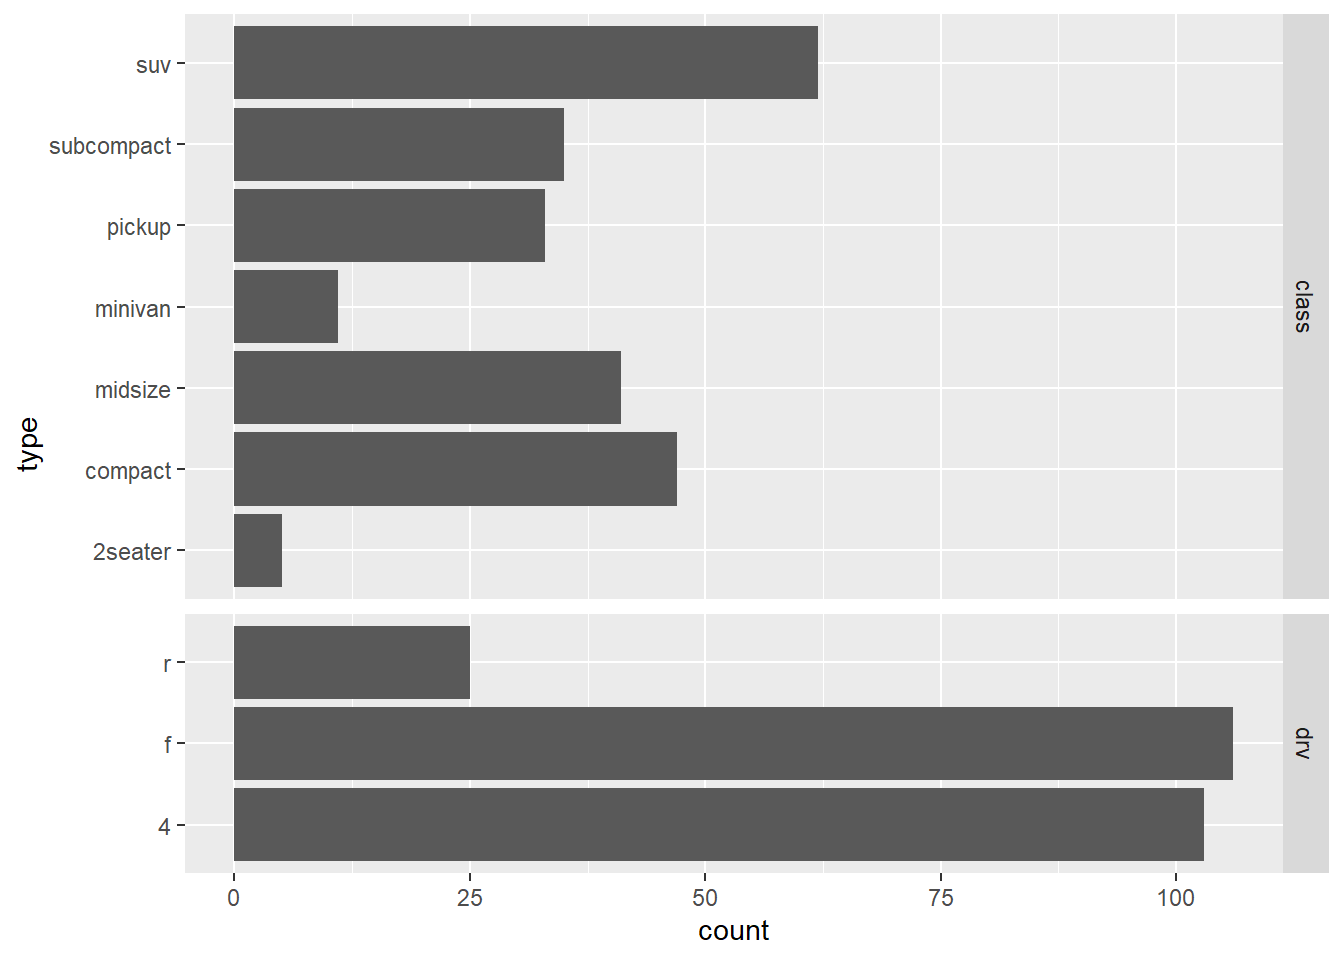 suv
subcompact
pickup
minivan
midsize
compact
2seater
class
type
r
f
4
drv
0 25 50 75 100
count